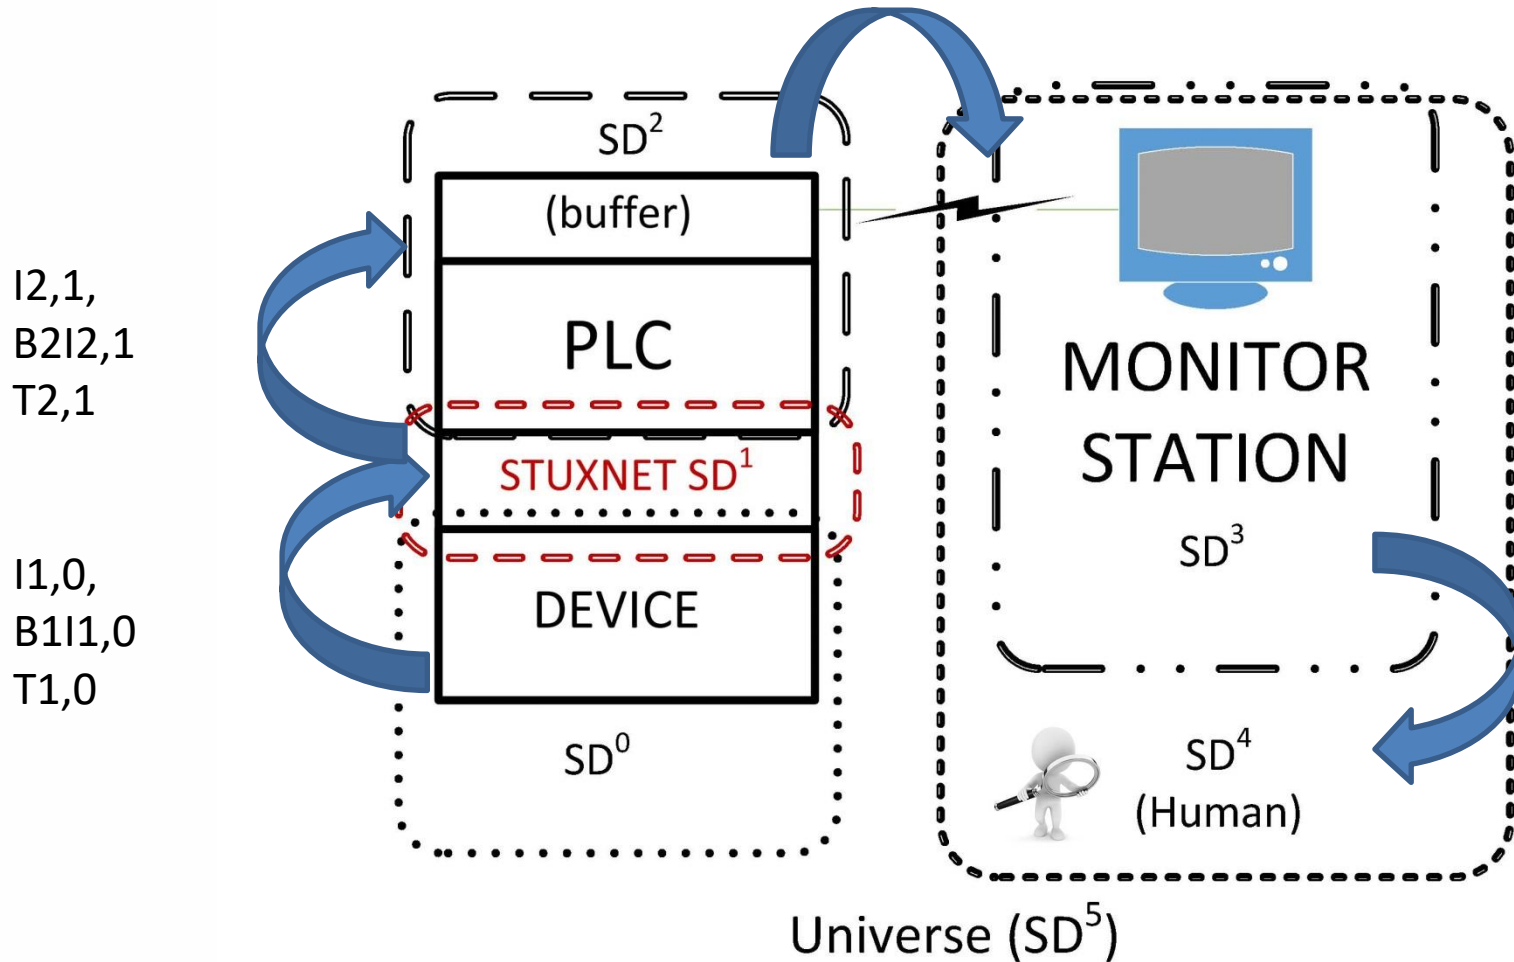 SD²
(buffer)
PLC
STUXNET SD¹
DEVICE
SD⁰
I2,1,
B2I2,1
T2,1
I1,0,
B1I1,0
T1,0
MONITOR
STATION
SD³
SD⁴
(Human)
Universe (SD⁵)